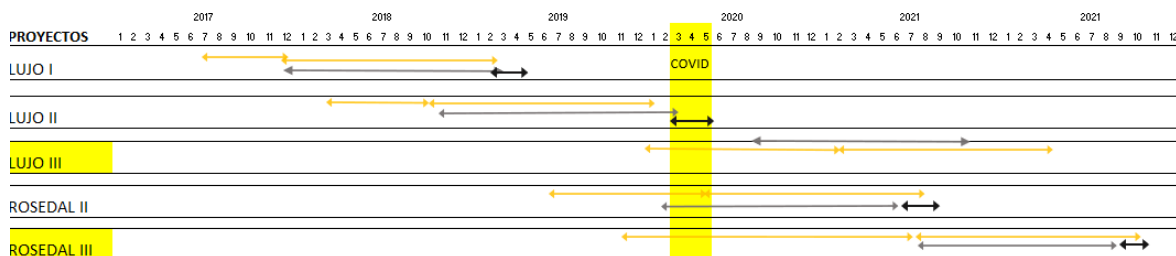 2017 2018 2019 2020 2021 2021
PROYECTOS 1 2 3 4 5 6 7 8 9 10 11 12 1 2 3 4 5 6 7 8 9 10 11 12 1 2 3 4 5 6 7 8 9 10 11 12 1 2 3 4 5 6 7 8 9 10 11 12 1 2 3 4 5 6 7 8 9 10 11 12 1 2 3 4 5 6 7 8 9 10 11 12
LUJO I COVID
LUJO II
LUJO III
ROSEDAL II
ROSEDAL III